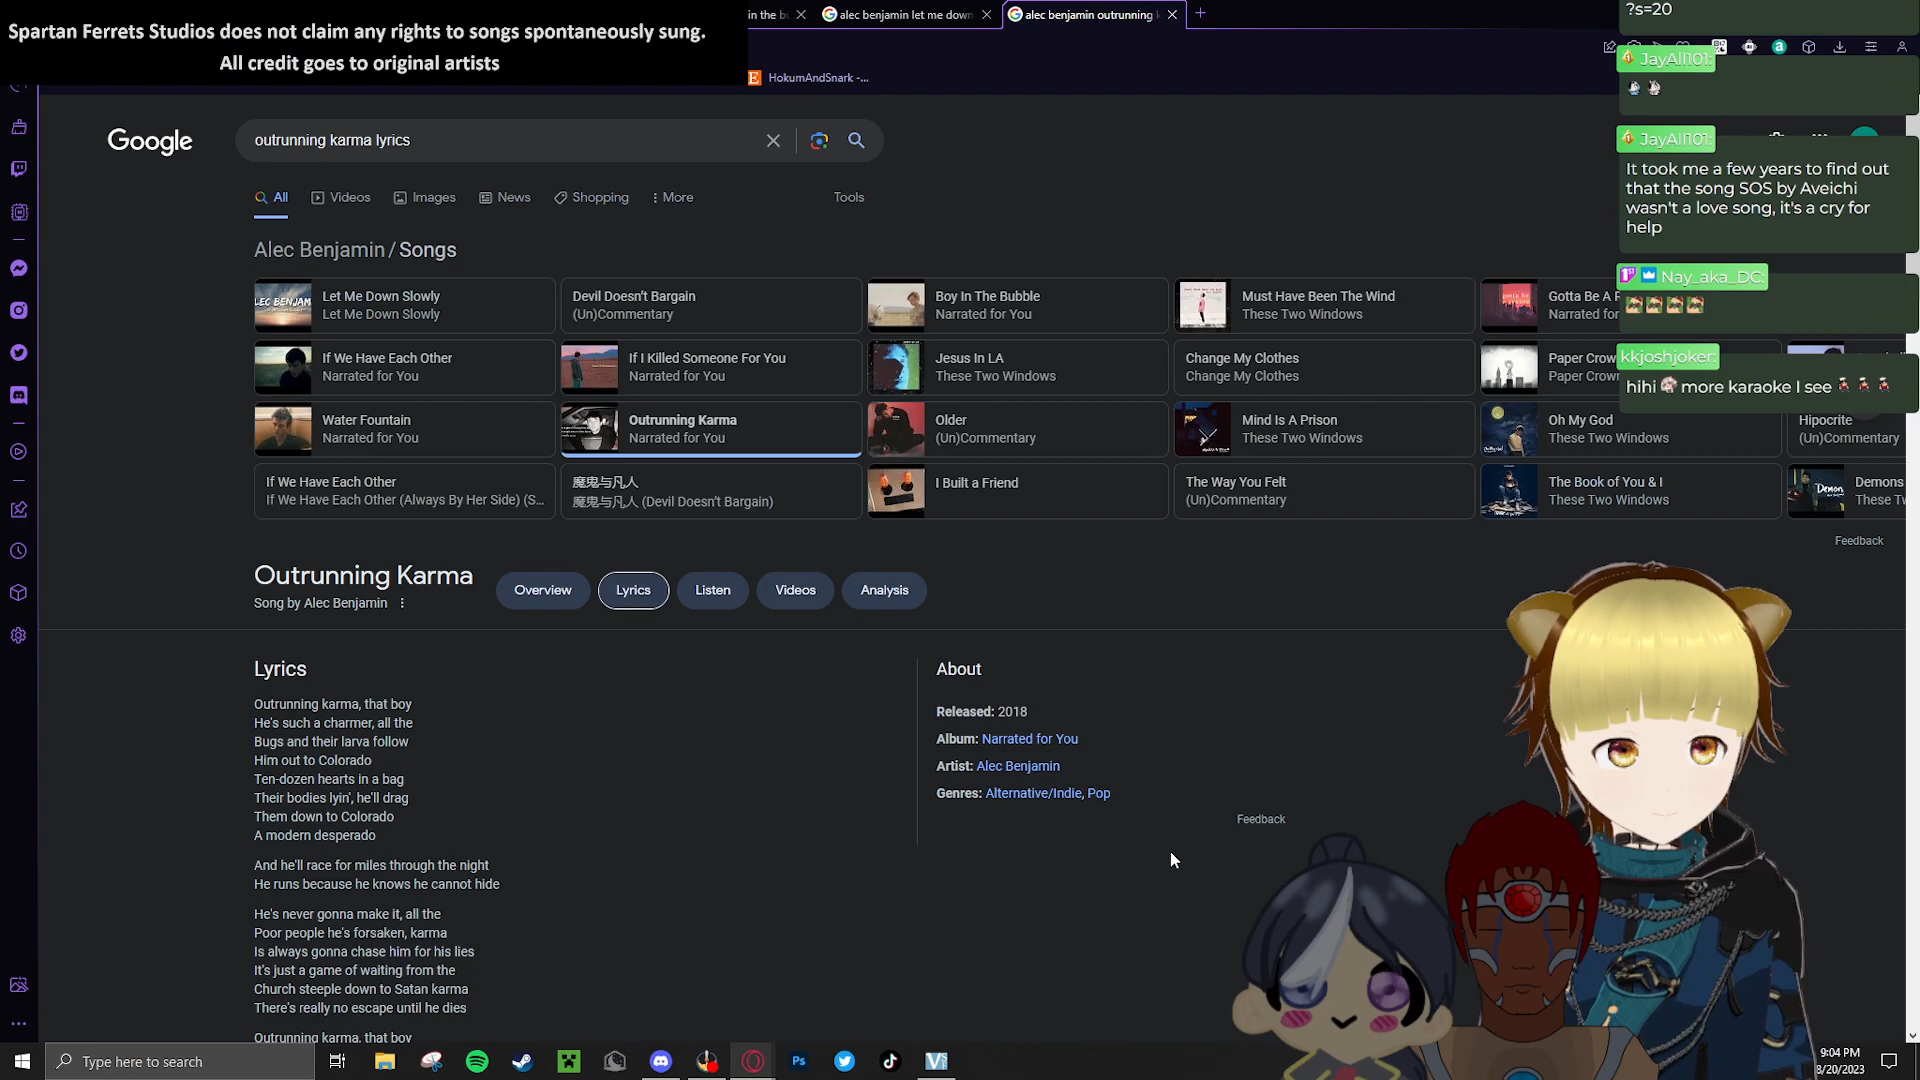 Spartan Ferrets Studios does not claim any rights to songs spontaneously sung.
All credit goes to original artists
in the bu
alec benjamin let me down
alec benjamin outrunning
HokumAndSnark -...
Google
outrunning karma lyrics
All
Videos
Images
News
Shopping
More
Tools
Alec Benjamin / Songs
Let Me Down Slowly
Let Me Down Slowly
Devil Doesn't Bargain
(Un)Commentary
Boy In The Bubble
Narrated for You
Must Have Been The Wind
These Two Windows
Gotta Be A R
Narrated for
If We Have Each Other
Narrated for You
If I Killed Someone For You
Narrated for You
Jesus In LA
These Two Windows
Change My Clothes
Change My Clothes
Paper Crow
Paper Crow
Water Fountain
Narrated for You
Outrunning Karma
Narrated for You
Older
(Un)Commentary
Mind Is A Prison
These Two Windows
Oh My God
These Two Windows
Hipocrite
(Un)Commentary
If We Have Each Other
If We Have Each Other (Always By Her Side) (S...
魔鬼与凡人
魔鬼与凡人 (Devil Doesn't Bargain)
I Built a Friend
The Way You Felt
(Un)Commentary
The Book of You & I
These Two Windows
Demons
These Tw
Feedback
Outrunning Karma
Song by Alec Benjamin
Overview
Lyrics
Listen
Videos
Analysis
Lyrics
Outrunning karma, that boy
He's such a charmer, all the
Bugs and their larva follow
Him out to Colorado
Ten-dozen hearts in a bag
Their bodies lyin', he'll drag
Them down to Colorado
A modern desperado
And he'll race for miles through the night
He runs because he knows he cannot hide
He's never gonna make it, all the
Poor people he's forsaken, karma
Is always gonna chase him for his lies
It's just a game of waiting from the
Church steeple down to Satan karma
There's really no escape until he dies
Outrunning karma, that boy
About
Released: 2018
Album: Narrated for You
Artist: Alec Benjamin
Genres: Alternative/Indie, Pop
Feedback
?s=20
JayAll101:
JayAll101:
It took me a few years to find out
that the song SOS by Aveichi
wasn't a love song, it's a cry for
help
Nay_aka_DC:
kkjoshjoker:
hihi more karaoke I see
Type here to search
Ps
9:04 PM
8/20/2023